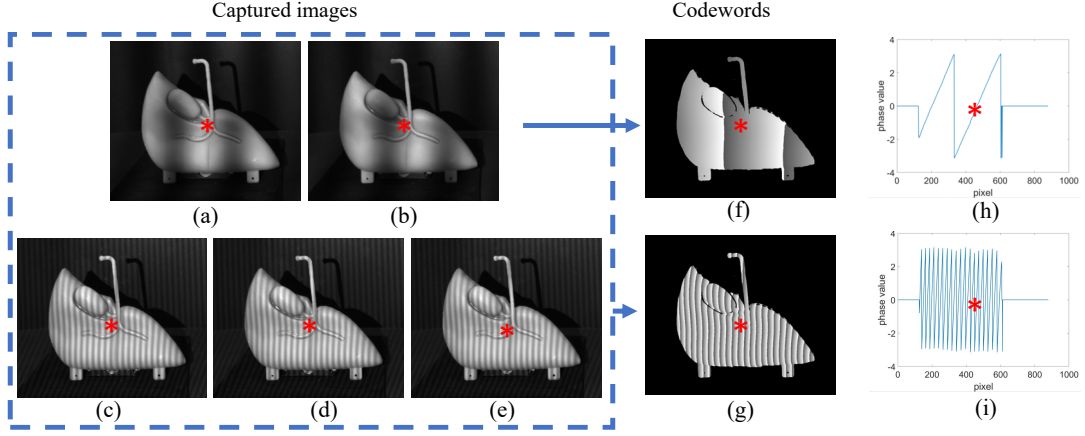 Captured images
Codewords
(a)
(b)
(f)
4
2
0
-2
-4
0
200
400
600
800
1000
phase value
pixel
(h)
(c)
(d)
(e)
(g)
4
2
0
-2
-4
0
200
400
600
800
1000
phase value
pixel
(i)